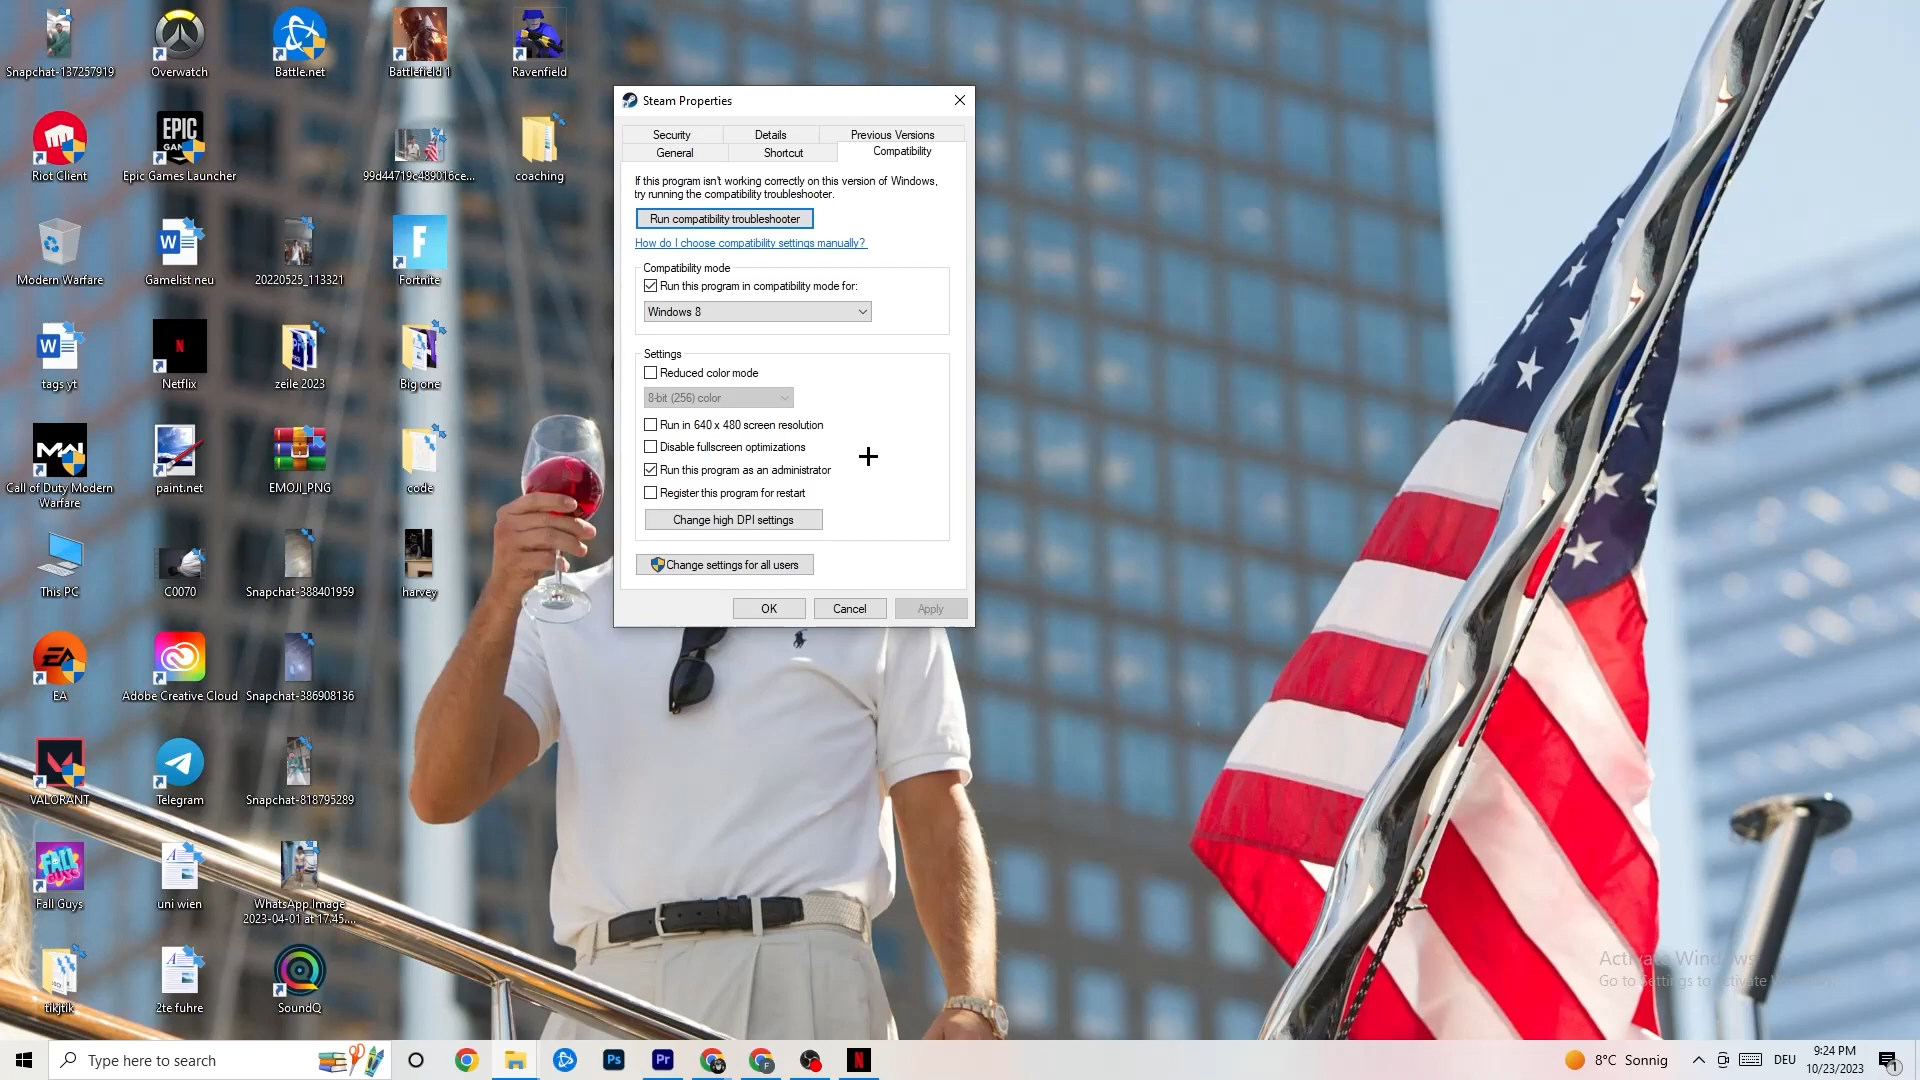 Snapchat-137257919
Overwatch
Battle.net
Battlefield 1
Ravenfield
Riot Client
EPIC
GAM
Epic Games Launcher
99d44719c489016ce...
coaching
Modern Warfare
Gamelist neu
20220525_113321
F
Fortnite
tags yt
N
Netflix
zeile 2023
Big one
Call of Duty Modern
Warfare
paint.net
EMOJI_PNG
code
This PC
C0070
Snapchat-388401959
harvey
EA
EA
Adobe Creative Cloud
Snapchat-386908136
VALORANT
Telegram
Snapchat-818795289
FALL
GUYS
Fall Guys
uni wien
WhatsApp Image
2023-04-01 at 17.45....
tikjtik
2te fuhre
SoundQ
Steam Properties
Security
Details
Previous Versions
General
Shortcut
Compatibility
If this program isn't working correctly on this version of Windows,
try running the compatibility troubleshooter.
Run compatibility troubleshooter
How do I choose compatibility settings manually?
Compatibility mode
Run this program in compatibility mode for:
Windows 8
Settings
Reduced color mode
8-bit (256) color
Run in 640 x 480 screen resolution
Disable fullscreen optimizations
Run this program as an administrator
Register this program for restart
Change high DPI settings
Change settings for all users
OK
Cancel
Apply
Activate Windows
Go to Settings to activate
Type here to search
Ps
Pr
F
N
8°C Sonnig
DEU
9:24 PM
10/23/2023
1